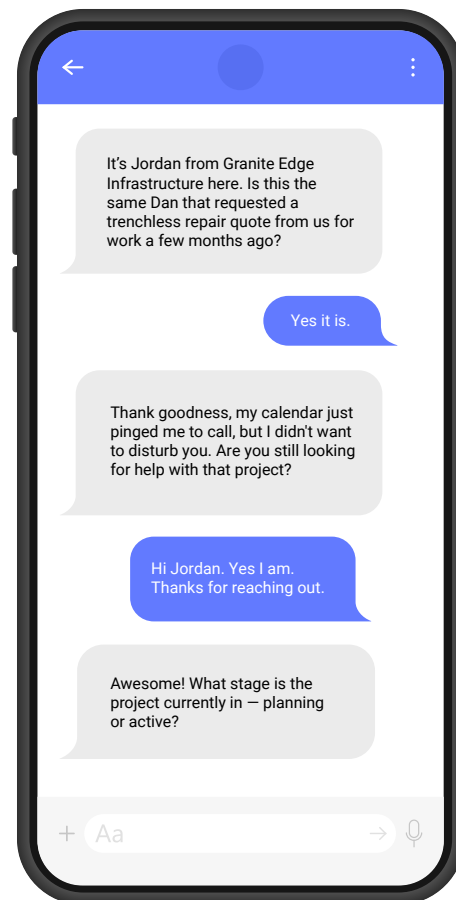 It’s Jordan from Granite Edge
Infrastructure here. Is this the
same Dan that requested a
trenchless repair quote from us for
work a few months ago?
Yes it is.
Thank goodness, my calendar just
pinged me to call, but I didn't want
to disturb you. Are you still looking
for help with that project?
Hi Jordan. Yes I am.
Thanks for reaching out.
Awesome! What stage is the
project currently in — planning
or active?
Aa